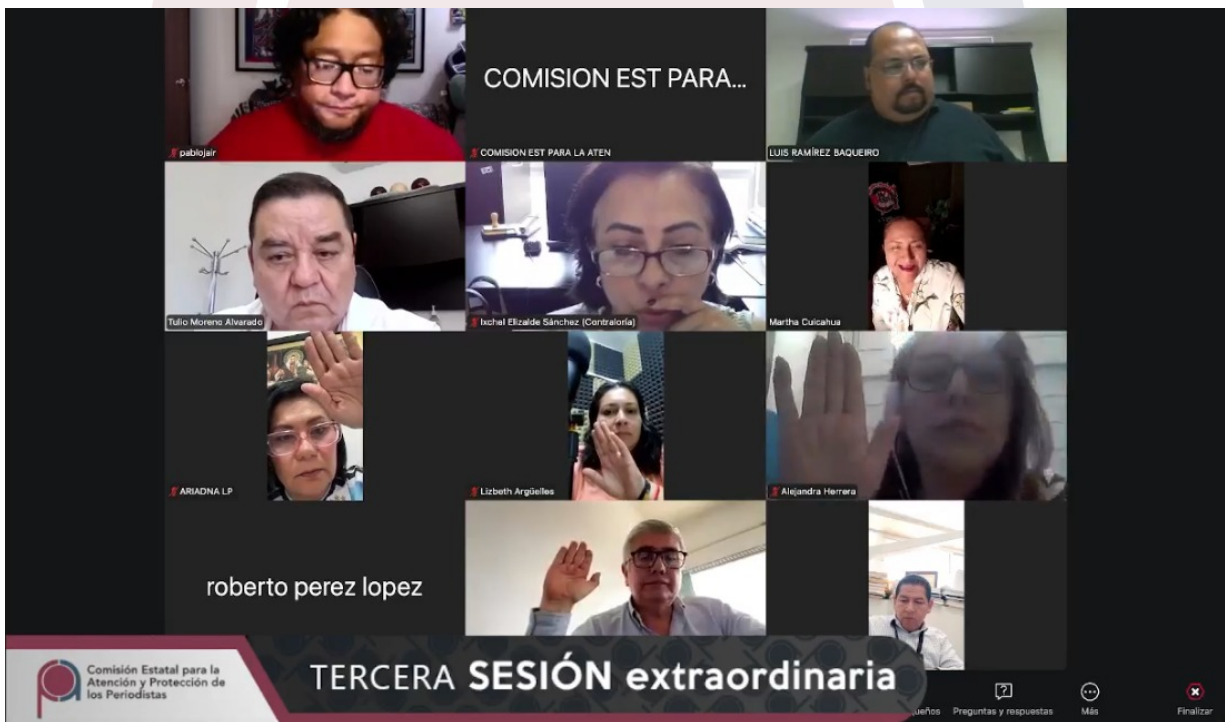 COMISION EST PARA...
pablojair
COMISION EST PARA LA ATEN
LUIS RAMÍREZ BAQUEIRO
Tulio Moreno Alvarado
Ixchel Elizalde Sánchez (Contraloría)
Martha Cuicahua
ARIADNA LP
Lizbeth Argüelles
Alejandra Herrera
roberto perez lopez
Comisión Estatal para la
Atención y Protección de
los Periodistas
TERCERA SESIÓN extraordinaria
ueños
Preguntas y respuestas
Más
Finalizar